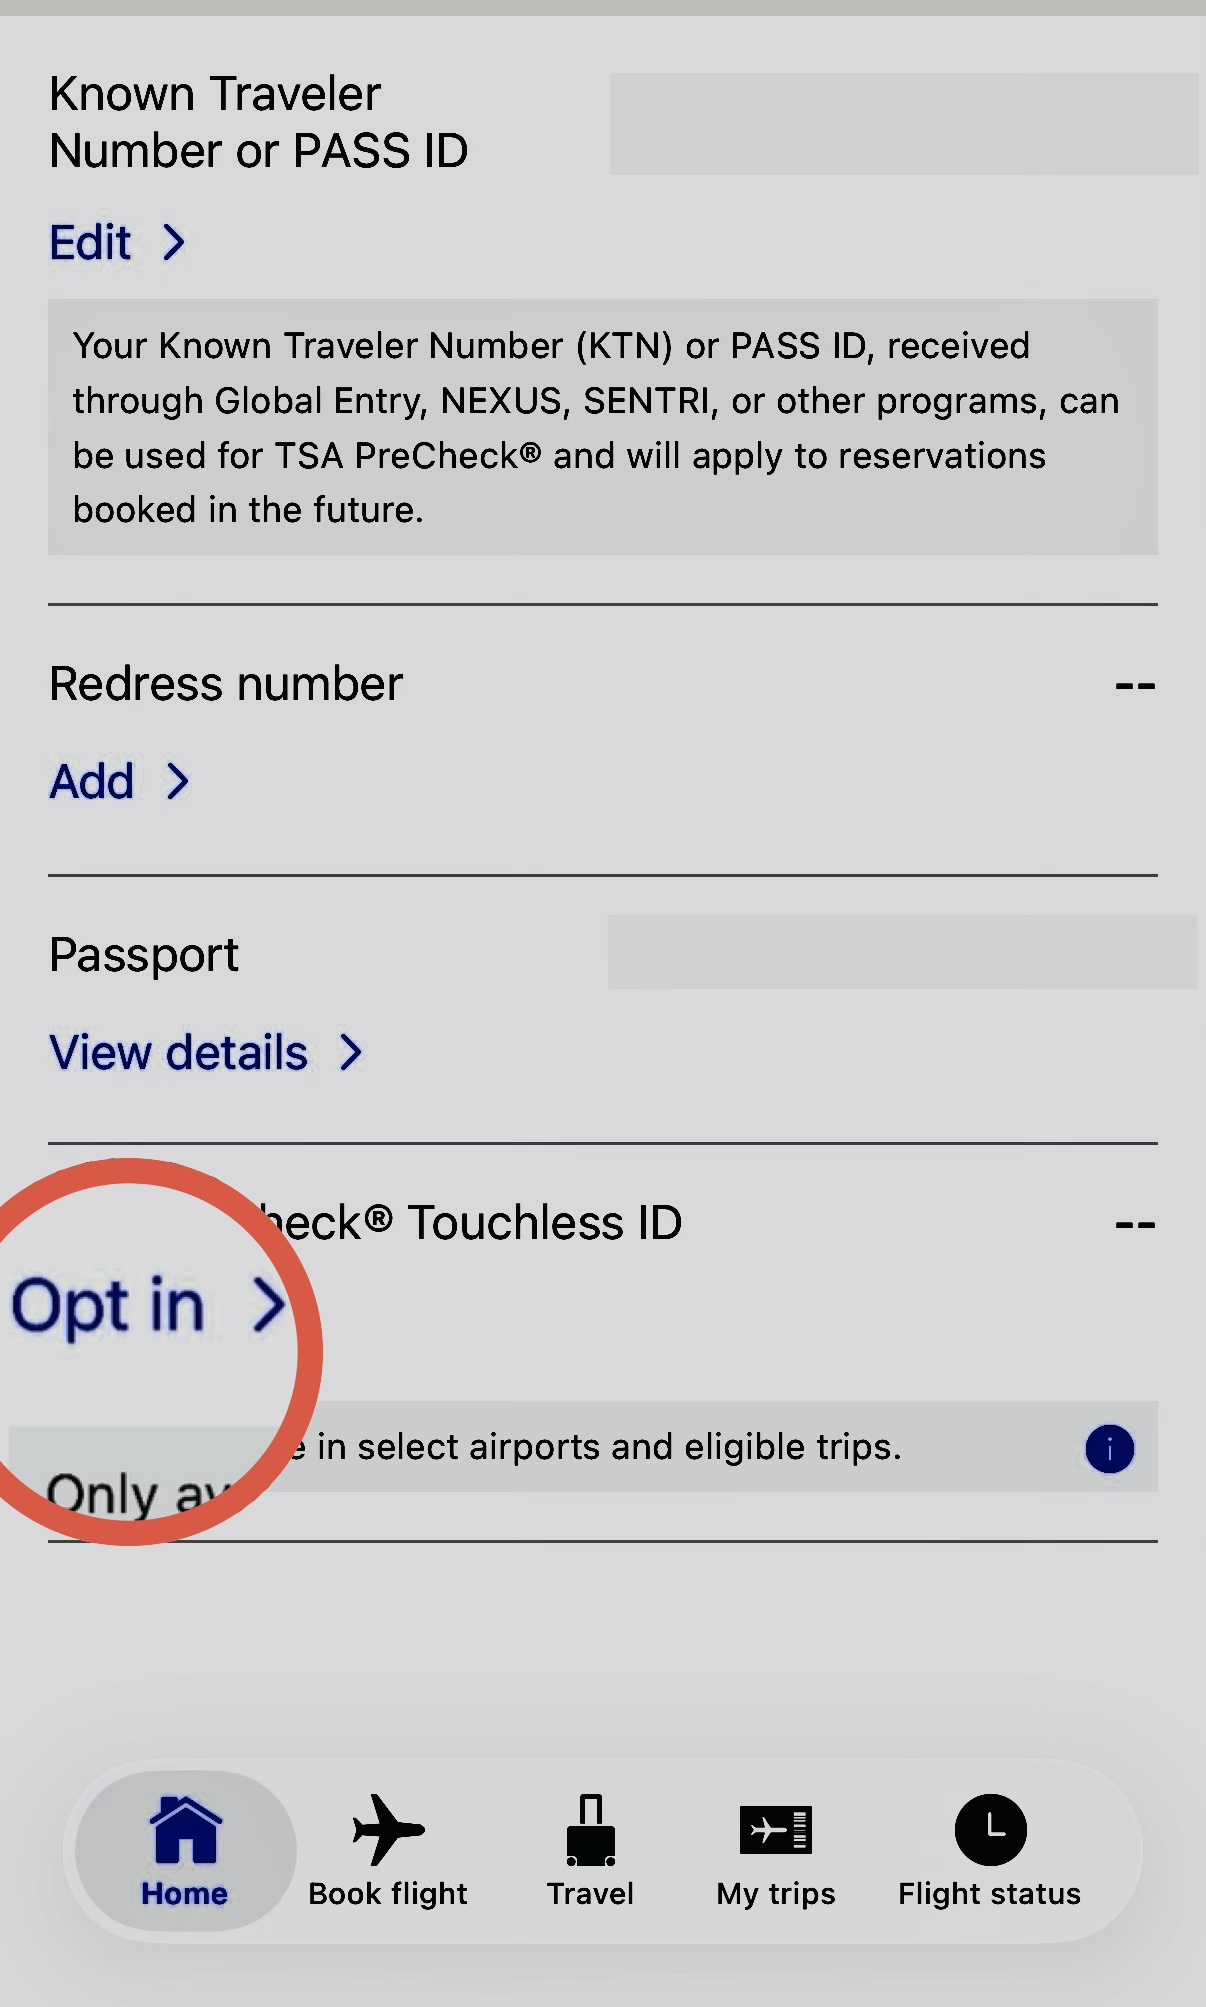 Known Traveler
Number or PASS ID
Edit
Your Known Traveler Number (KTN) or PASS ID, received
through Global Entry, NEXUS, SENTRI, or other programs, can
be used for TSA PreCheck® and will apply to reservations
booked in the future.
Redress number --
Add
Passport
View details
heck® Touchless ID --
Opt in
Only av e in select airports and eligible trips.
i
Home Book flight Travel My trips Flight status